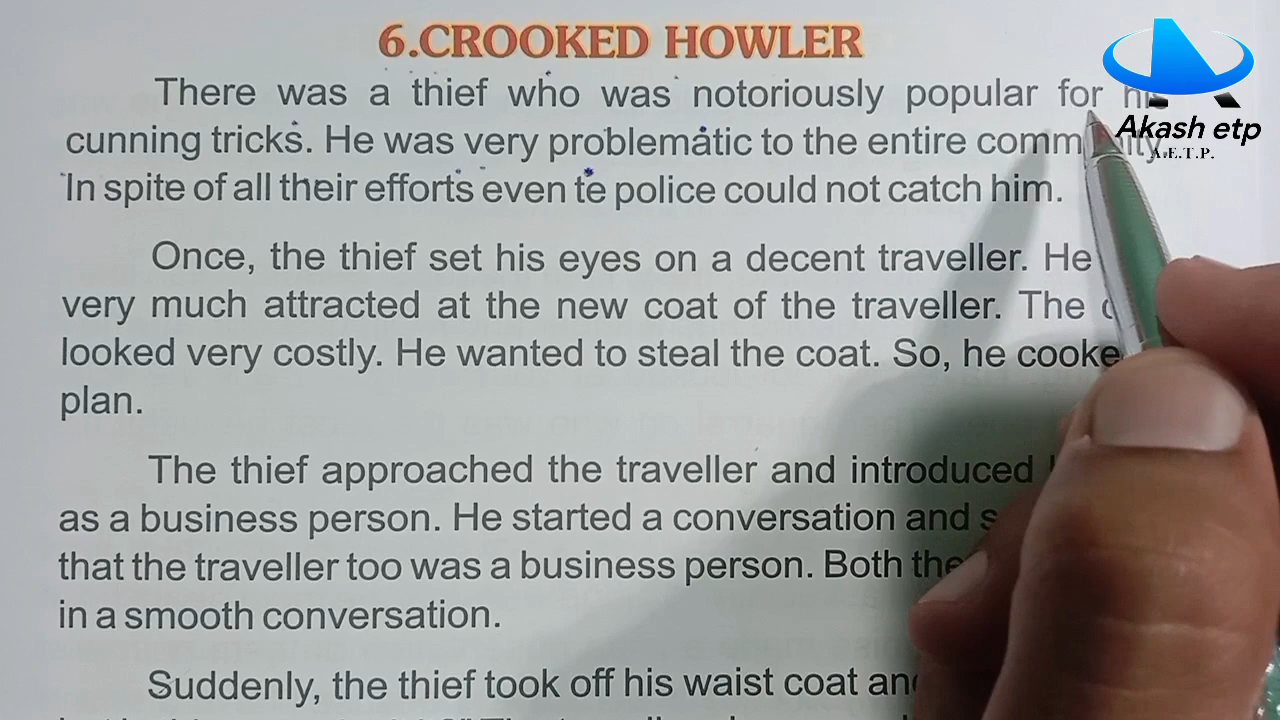 6.CROOKED HOWLER
There was a thief who was notoriously popular for his
cunning tricks. He was very problematic to the entire community.
In spite of all their efforts even te police could not catch him.
Once, the thief set his eyes on a decent traveller. He
very much attracted at the new coat of the traveller. The
looked very costly. He wanted to steal the coat. So, he
plan.
The thief approached the traveller and introduced
as a business person. He started a conversation and
that the traveller too was a business person. Both
in a smooth conversation.
Suddenly, the thief took off his waist coat
Akash etp
A.E.T.P.